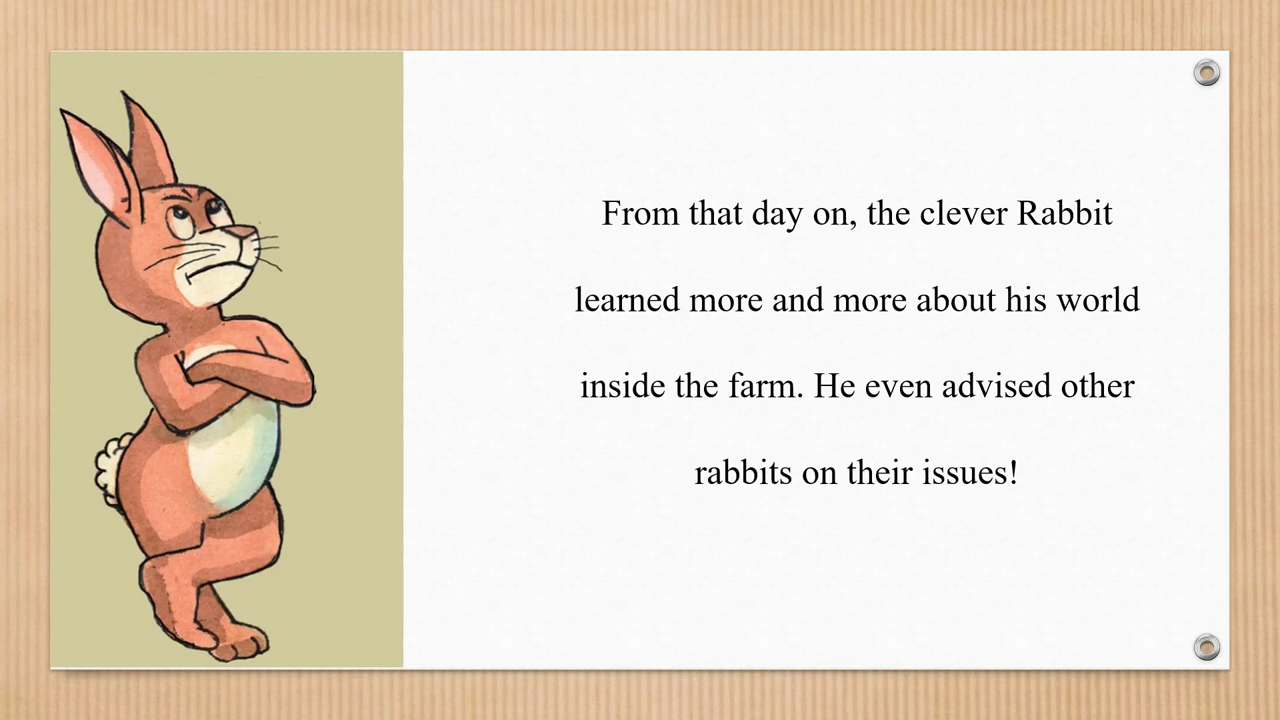 From that day on, the clever Rabbit
learned more and more about his world
inside the farm. He even advised other
rabbits on their issues!